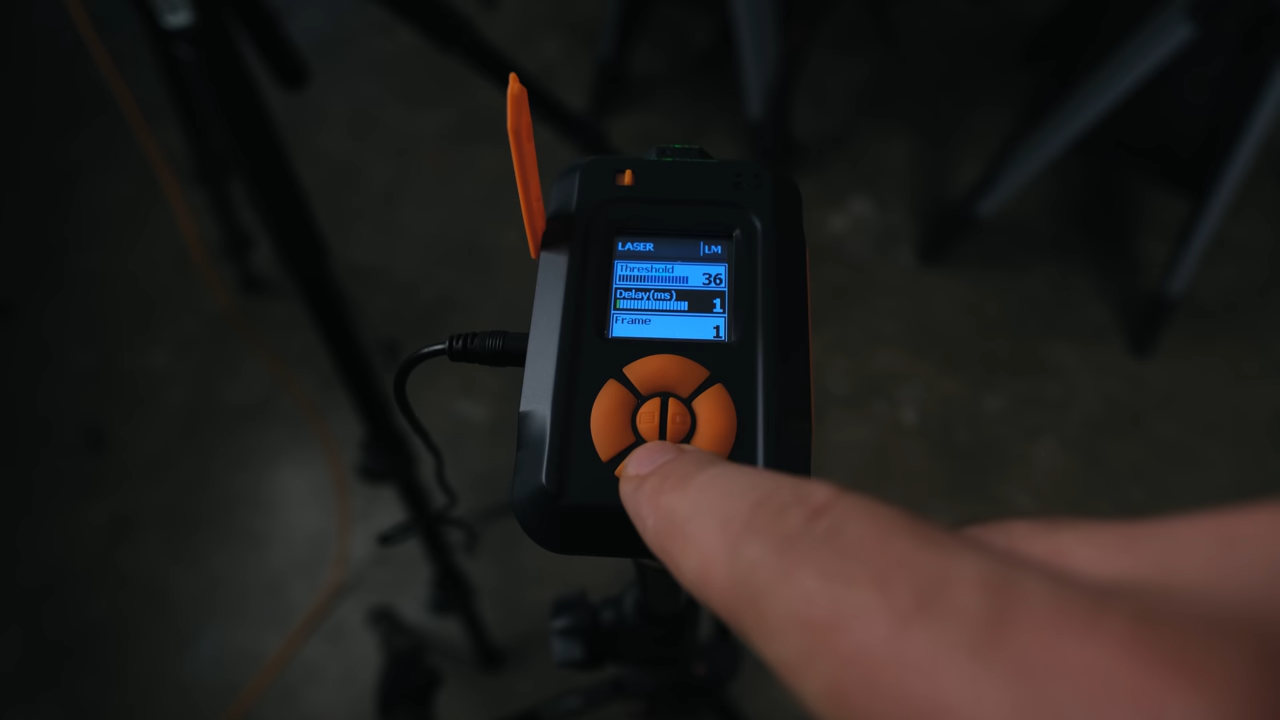 LASER LM
Threshold
36
Delay(ms)
1
Frame
1